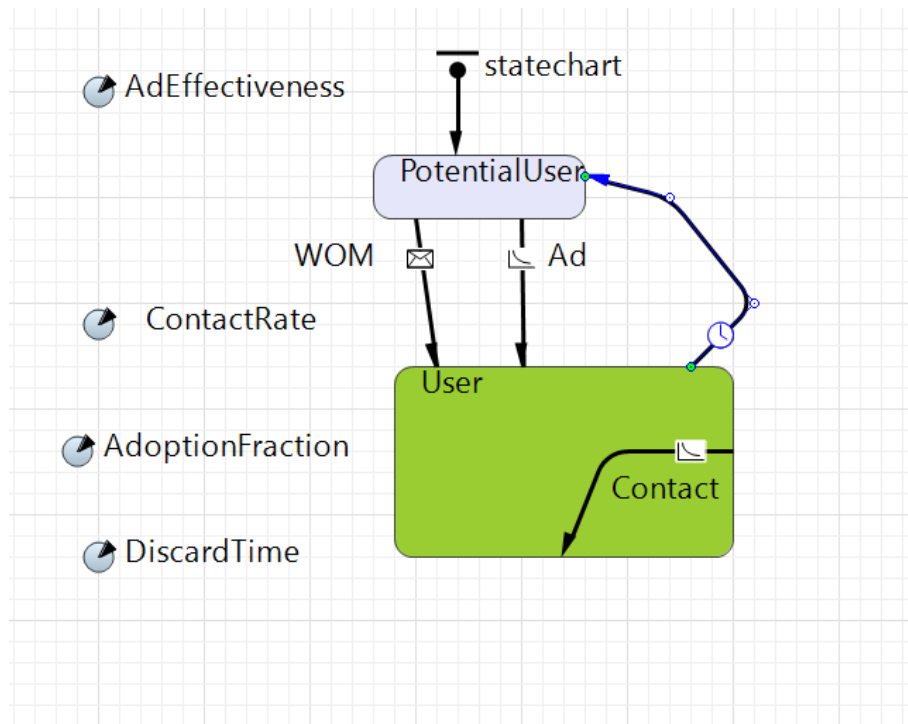 statechart
AdEffectiveness
PotentialUser
WOM
Ad
ContactRate
User
AdoptionFraction
Contact
DiscardTime